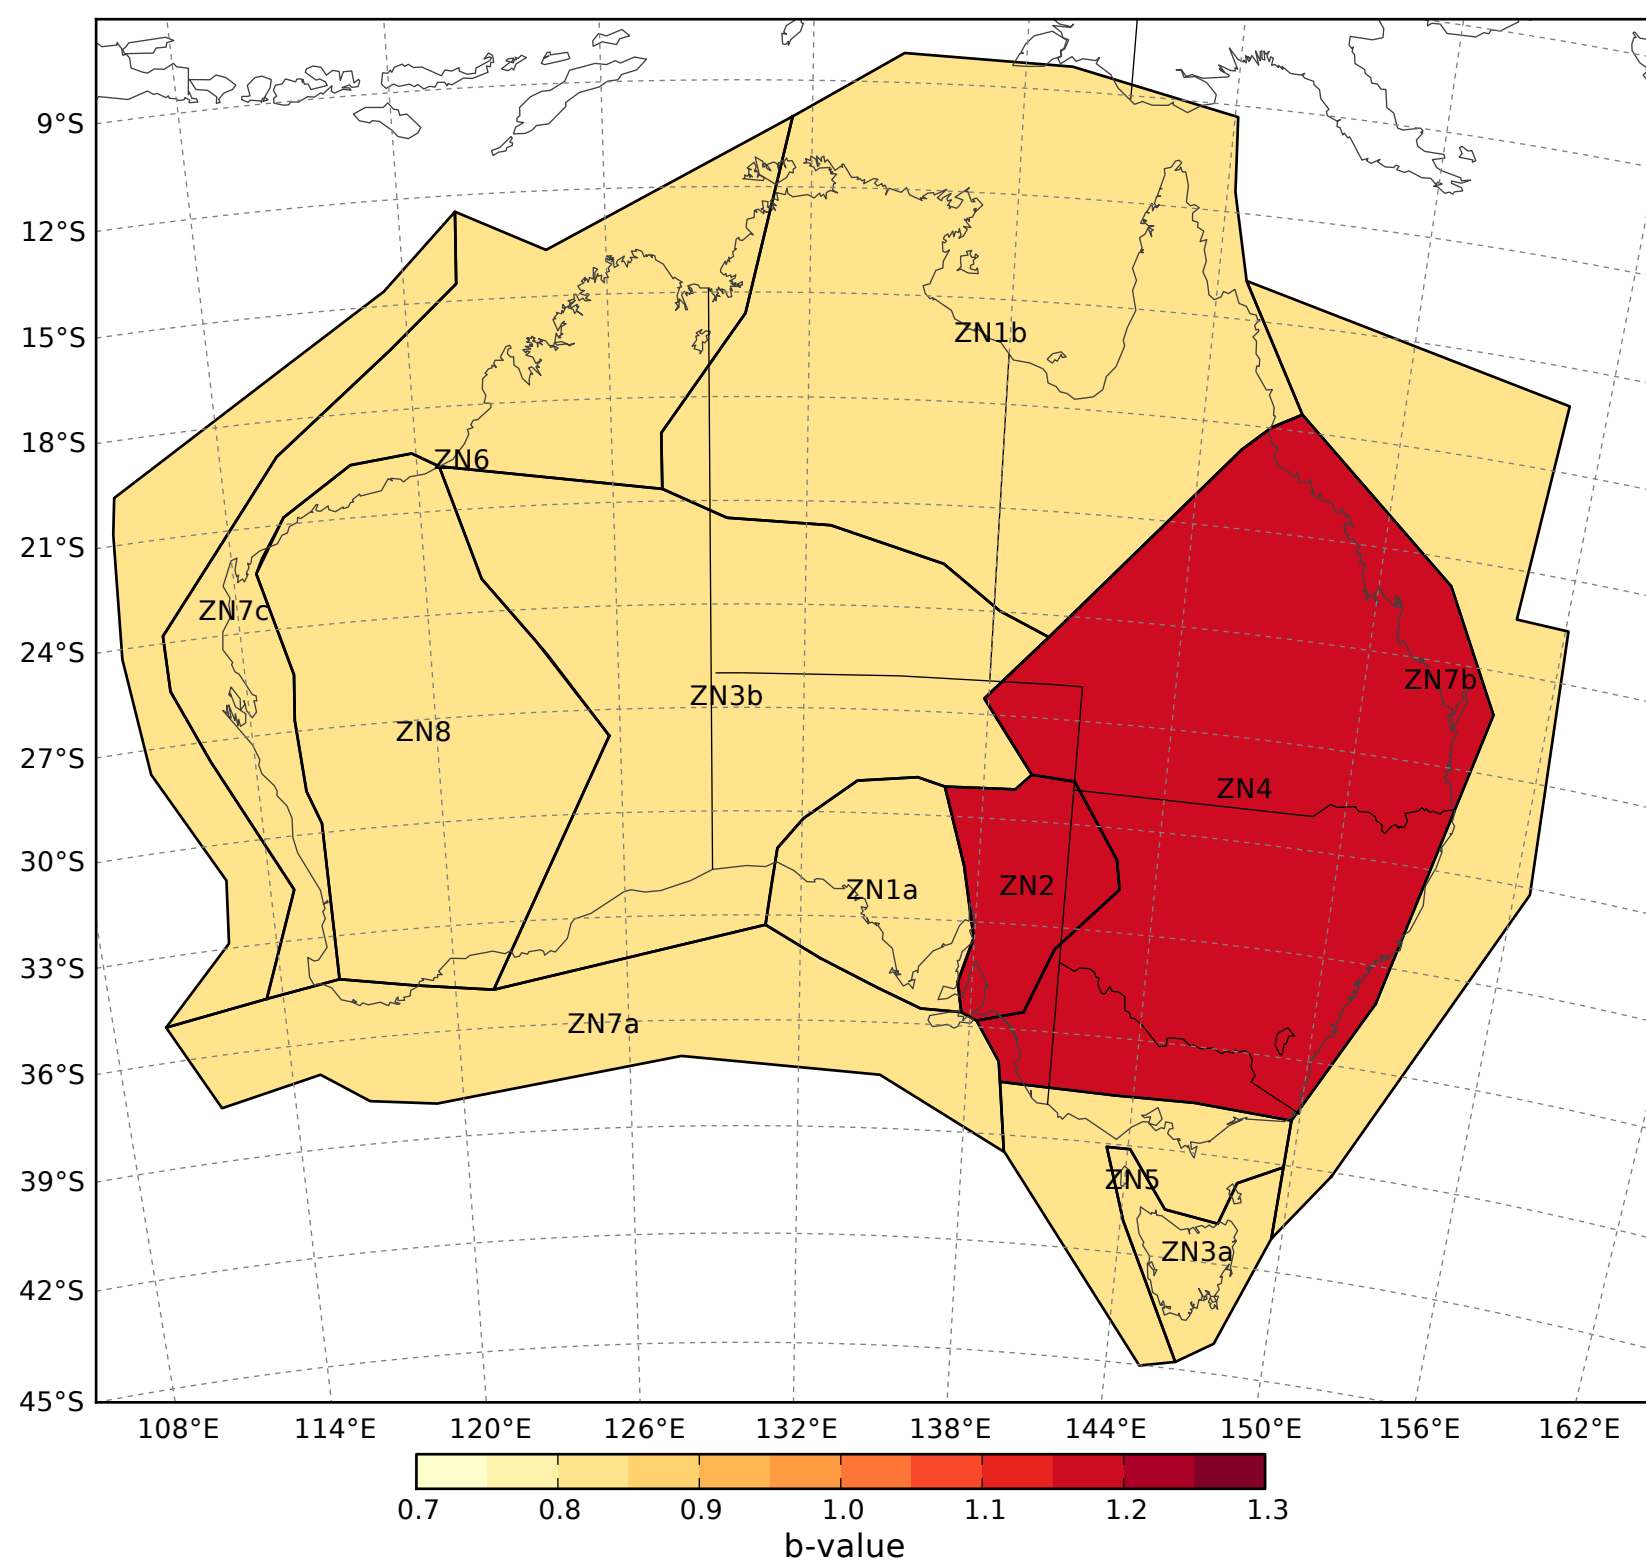 9°S
12°S
ZN1b
15°S
18°S
ZN6
21°S
ZN7c
24°S
ZN7b
ZN3b
ZN8
27°S
ZN4
30°S
ZN1a
ZN2
33°S
ZN7a
36°S
39°S
ZN5
ZN3a
42°S
45°S
108°E 114°E 120°E 126°E 132°E 138°E 144°E 150°E 156°E 162°E
0.7 0.8 0.9 1.0 1.1 1.2 1.3
b-value